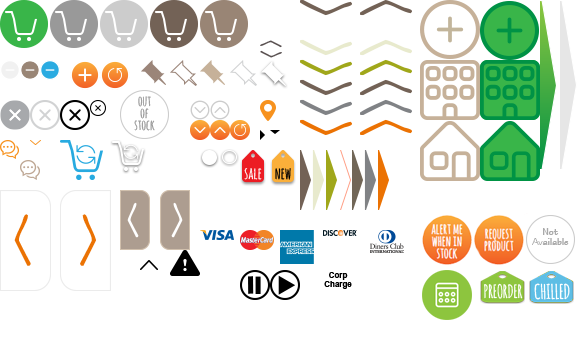 OUT
OF
STOCK
SALE
NEW
VISA
MasterCard
AMERICAN
EXPRESS
DISCOVER
Diners Club
INTERNATIONAL
Corp
Charge
ALERT ME
WHEN IN
STOCK
REQUEST
PRODUCT
Not
Available
PREORDER
CHILLED